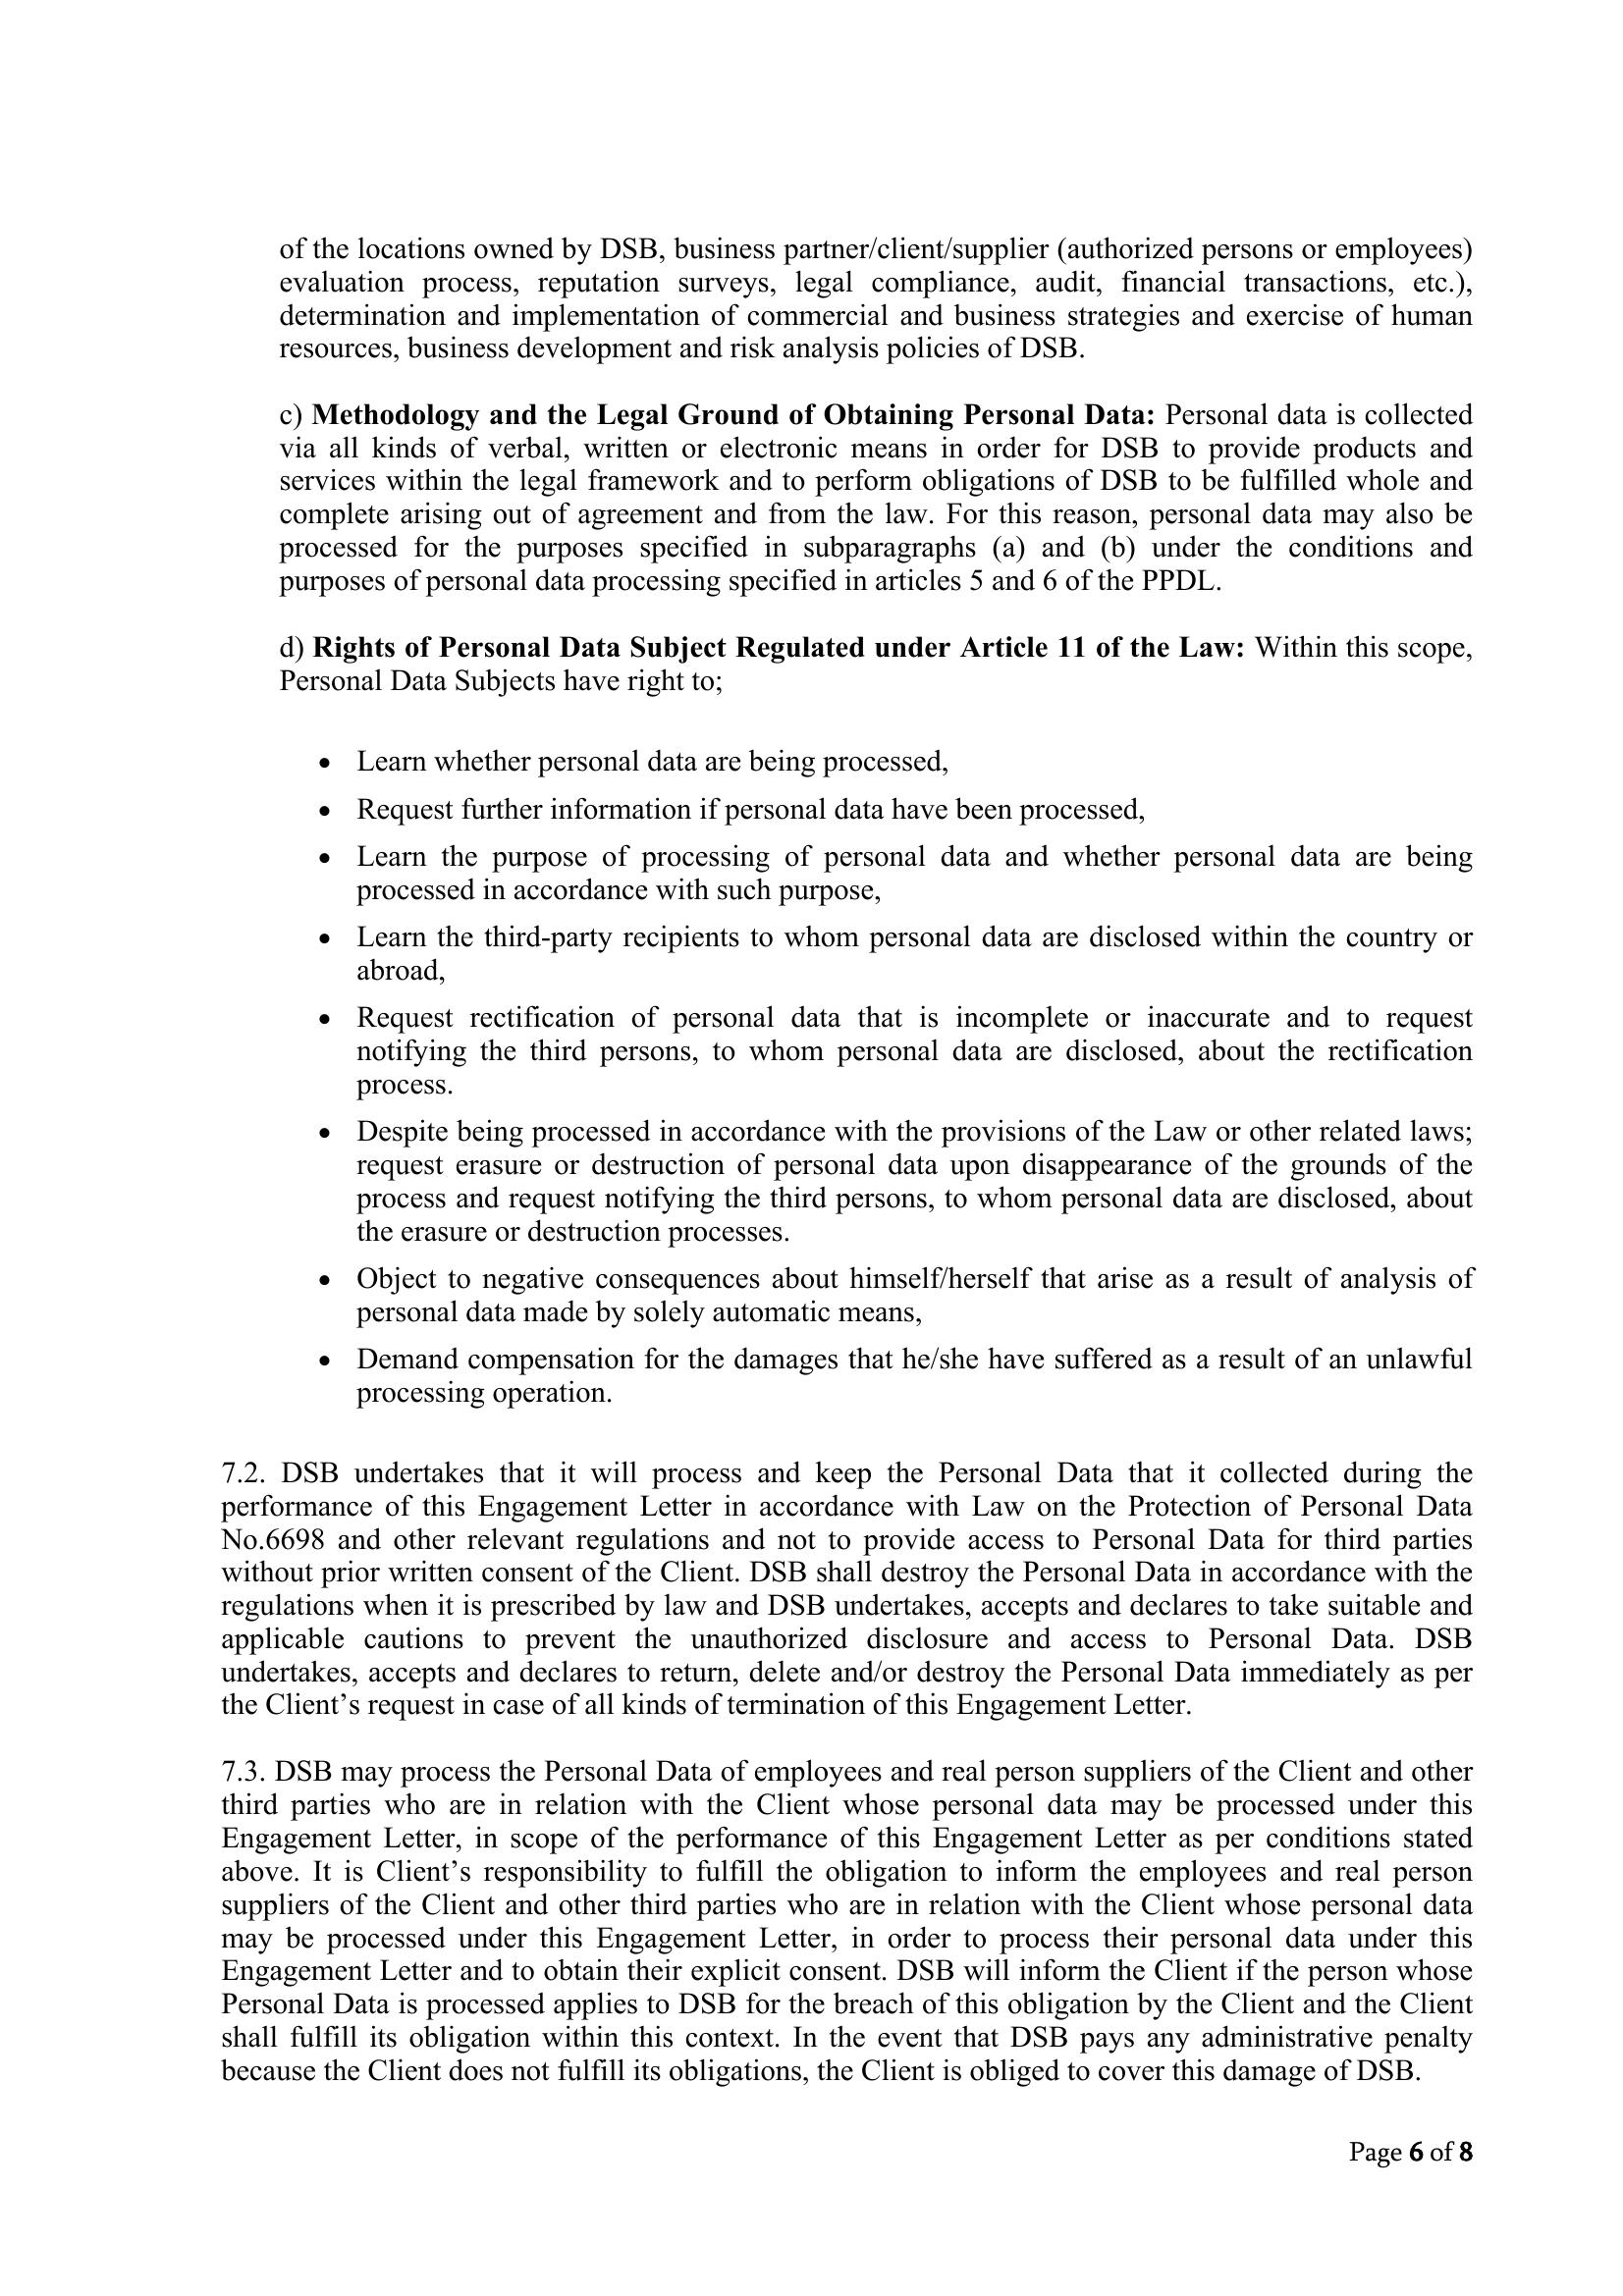 of the locations owned by DSB, business partner/client/supplier (authorized persons or employees)
evaluation process, reputation surveys, legal compliance, audit, financial transactions, etc.),
determination and implementation of commercial and business strategies and exercise of human
resources, business development and risk analysis policies of DSB.
c) Methodology and the Legal Ground of Obtaining Personal Data: Personal data is collected
via all kinds of verbal, written or electronic means in order for DSB to provide products and
services within the legal framework and to perform obligations of DSB to be fulfilled whole and
complete arising out of agreement and from the law. For this reason, personal data may also be
processed for the purposes specified in subparagraphs (a) and (b) under the conditions and
purposes of personal data processing specified in articles 5 and 6 of the PPDL.
d) Rights of Personal Data Subject Regulated under Article 11 of the Law: Within this scope,
Personal Data Subjects have right to;
• Learn whether personal data are being processed,
• Request further information if personal data have been processed,
• Learn the purpose of processing of personal data and whether personal data are being
processed in accordance with such purpose,
• Learn the third-party recipients to whom personal data are disclosed within the country or
abroad,
• Request rectification of personal data that is incomplete or inaccurate and to request
notifying the third persons, to whom personal data are disclosed, about the rectification
process.
• Despite being processed in accordance with the provisions of the Law or other related laws;
request erasure or destruction of personal data upon disappearance of the grounds of the
process and request notifying the third persons, to whom personal data are disclosed, about
the erasure or destruction processes.
• Object to negative consequences about himself/herself that arise as a result of analysis of
personal data made by solely automatic means,
• Demand compensation for the damages that he/she have suffered as a result of an unlawful
processing operation.
7.2. DSB undertakes that it will process and keep the Personal Data that it collected during the
performance of this Engagement Letter in accordance with Law on the Protection of Personal Data
No.6698 and other relevant regulations and not to provide access to Personal Data for third parties
without prior written consent of the Client. DSB shall destroy the Personal Data in accordance with the
regulations when it is prescribed by law and DSB undertakes, accepts and declares to take suitable and
applicable cautions to prevent the unauthorized disclosure and access to Personal Data. DSB
undertakes, accepts and declares to return, delete and/or destroy the Personal Data immediately as per
the Client’s request in case of all kinds of termination of this Engagement Letter.
7.3. DSB may process the Personal Data of employees and real person suppliers of the Client and other
third parties who are in relation with the Client whose personal data may be processed under this
Engagement Letter, in scope of the performance of this Engagement Letter as per conditions stated
above. It is Client’s responsibility to fulfill the obligation to inform the employees and real person
suppliers of the Client and other third parties who are in relation with the Client whose personal data
may be processed under this Engagement Letter, in order to process their personal data under this
Engagement Letter and to obtain their explicit consent. DSB will inform the Client if the person whose
Personal Data is processed applies to DSB for the breach of this obligation by the Client and the Client
shall fulfill its obligation within this context. In the event that DSB pays any administrative penalty
because the Client does not fulfill its obligations, the Client is obliged to cover this damage of DSB.
Page 6 of 8